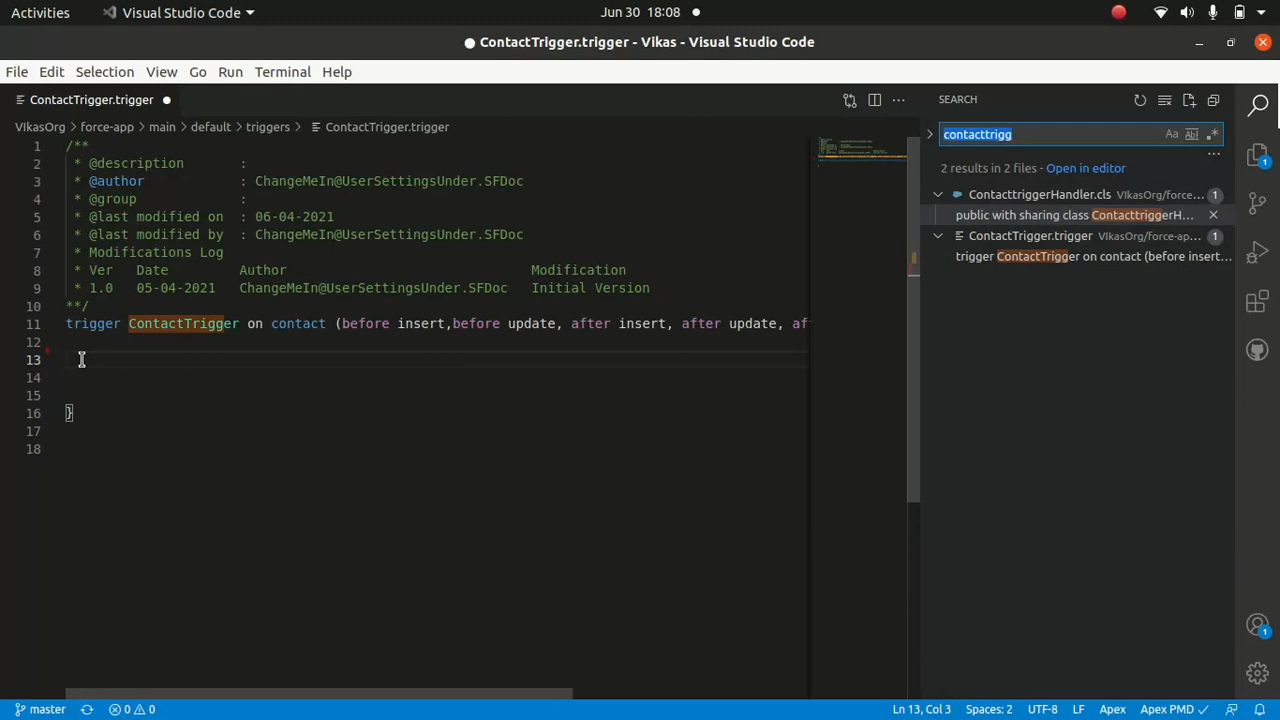 Activities
Visual Studio Code
Jun 30 18:08
ContactTrigger.trigger - Vikas - Visual Studio Code
File Edit Selection View Go Run Terminal Help
ContactTrigger.trigger
VIkasOrg > force-app > main > default > triggers > ContactTrigger.trigger
1 /**
2 * @description :
3 * @author : ChangeMeIn@UserSettingsUnder.SFDoc
4 * @group :
5 * @last modified on : 06-04-2021
6 * @last modified by : ChangeMeIn@UserSettingsUnder.SFDoc
7 * Modifications Log
8 * Ver Date Author Modification
9 * 1.0 05-04-2021 ChangeMeIn@UserSettingsUnder.SFDoc Initial Version
10 **/
11 trigger ContactTrigger on contact (before insert,before update, after insert, after update, af
12
13
14
15
16 }
17
18
SEARCH
contacttrigg
Aa Ab .*
2 results in 2 files - Open in editor
ContacttriggerHandler.cls VIkasOrg/force... 1
public with sharing class ContacttriggerH...
ContactTrigger.trigger VIkasOrg/force-ap... 1
trigger ContactTrigger on contact (before insert...
1
1
master 0 0 Ln 13, Col 3 Spaces: 2 UTF-8 LF Apex Apex PMD